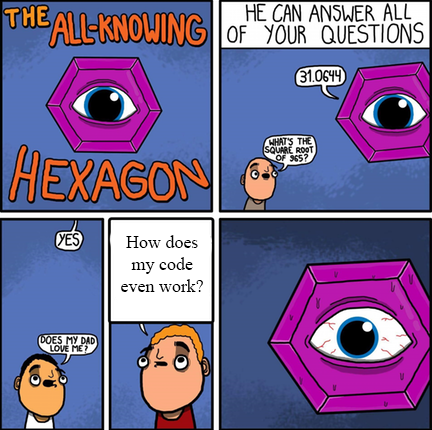 THE ALL-KNOWING
HEXAGON
HE CAN ANSWER ALL
OF YOUR QUESTIONS
31.0644
WHAT'S THE
SQUARE ROOT
OF 965?
YES
DOES MY DAD
LOVE ME?
How does
my code
even work?